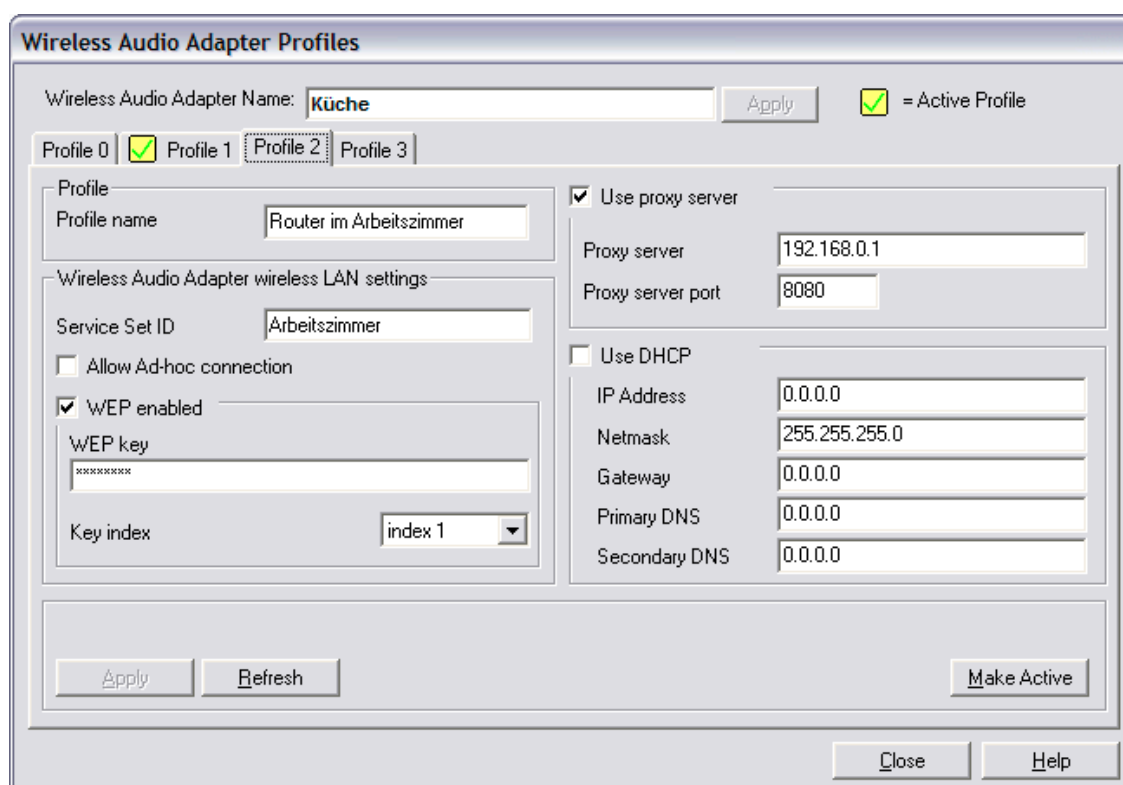 Wireless Audio Adapter Profiles
Wireless Audio Adapter Name: Küche Apply = Active Profile
Profile 0 Profile 1 Profile 2 Profile 3
Profile
Profile name Router im Arbeitszimmer
Wireless Audio Adapter wireless LAN settings
Service Set ID Arbeitszimmer
Allow Ad-hoc connection
WEP enabled
WEP key
********
Key index index 1
Use proxy server
Proxy server 192.168.0.1
Proxy server port 8080
Use DHCP
IP Address 0.0.0.0
Netmask 255.255.255.0
Gateway 0.0.0.0
Primary DNS 0.0.0.0
Secondary DNS 0.0.0.0
Apply Refresh Make Active
Close Help